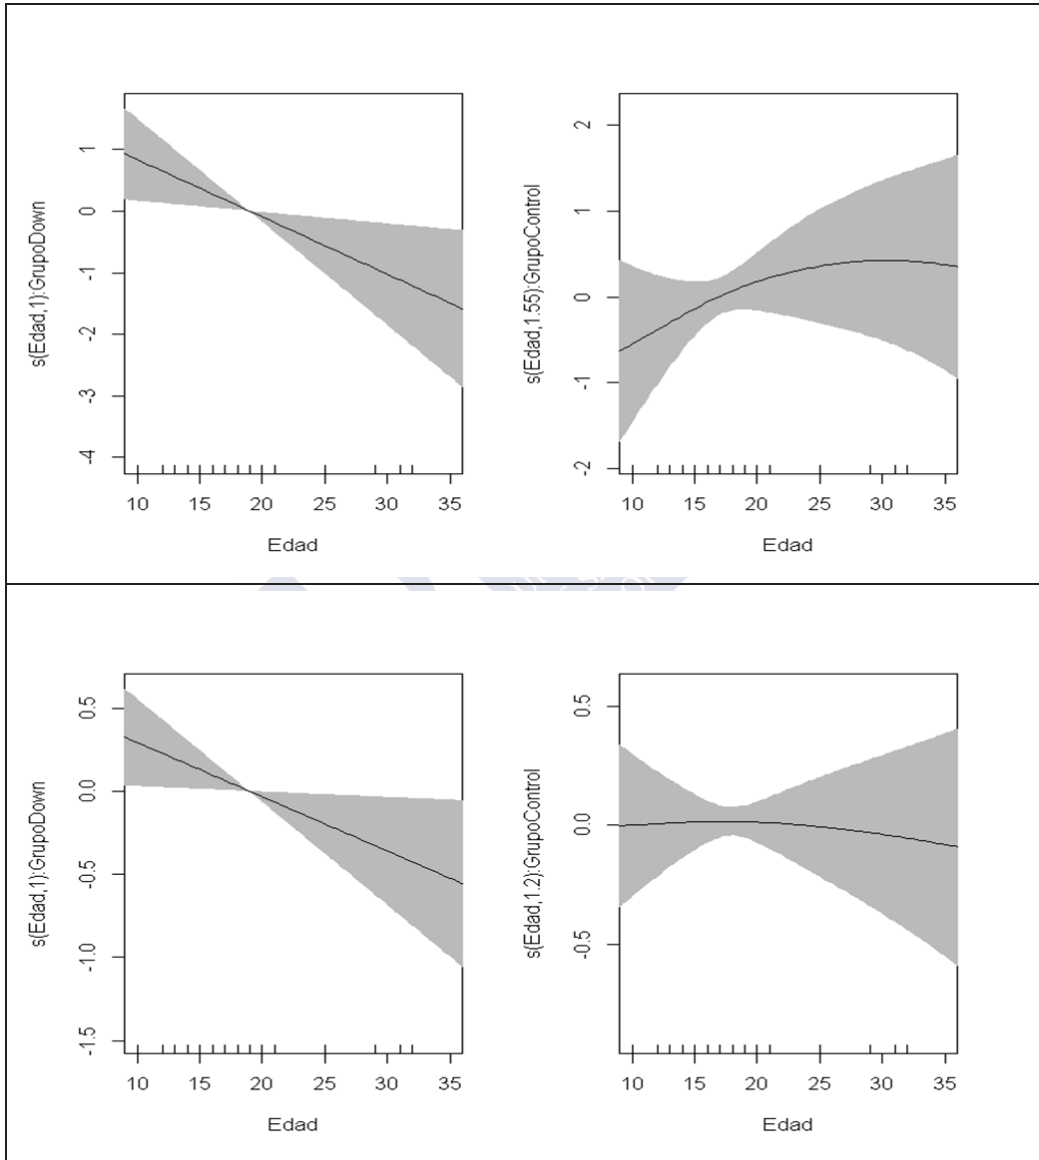 s(Edad,1):GrupoDown
1
0
-1
-2
-3
-4
10 15 20 25 30 35
Edad
s(Edad,1.55):GrupoControl
2
1
0
-1
-2
10 15 20 25 30 35
Edad
s(Edad,1):GrupoDown
0.5
0.0
-0.5
-1.0
-1.5
10 15 20 25 30 35
Edad
s(Edad,1.2):GrupoControl
0.5
0.0
-0.5
10 15 20 25 30 35
Edad